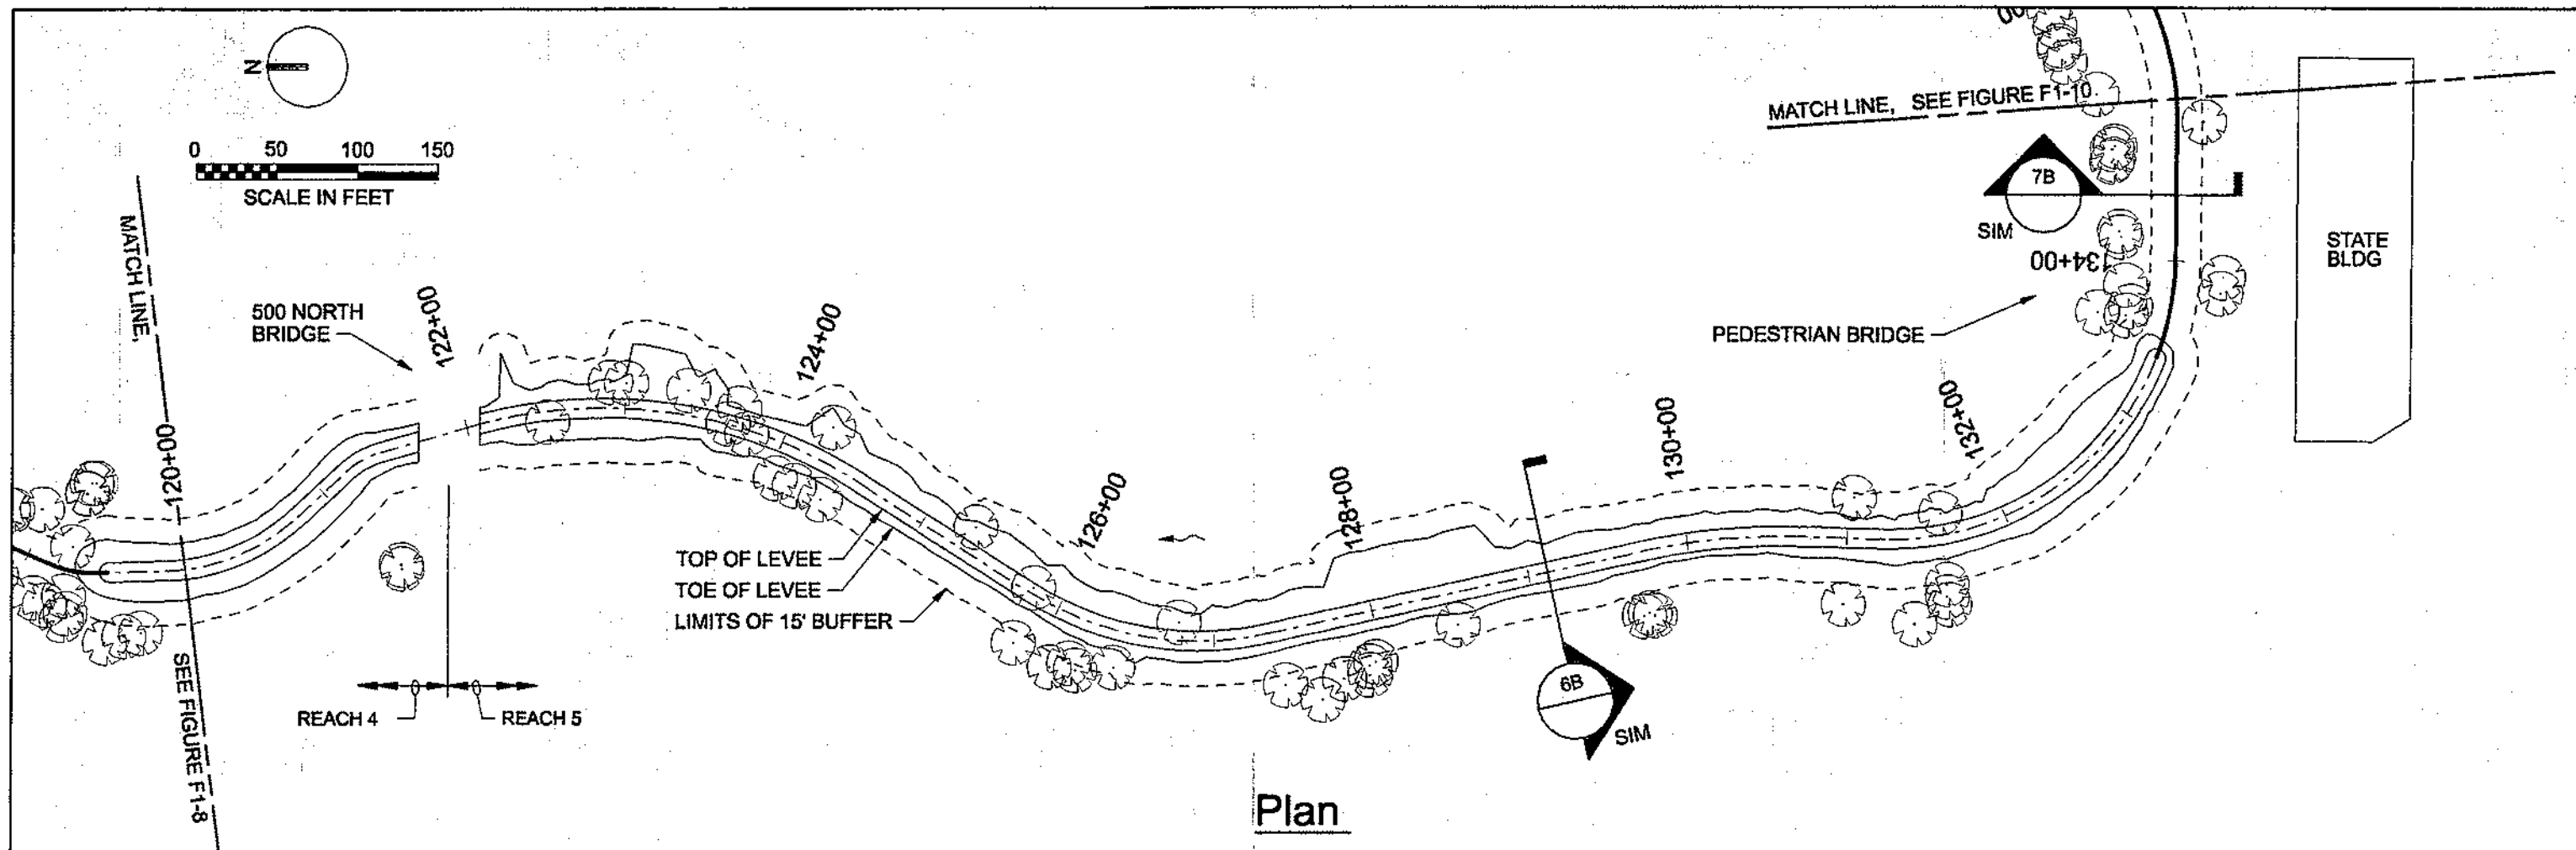 N
0 50 100 150
SCALE IN FEET
MATCH LINE,
SEE FIGURE F1-8
500 NORTH
BRIDGE
120+00
122+00
124+00
126+00
128+00
130+00
132+00
134+00
TOP OF LEVEE
TOE OF LEVEE
LIMITS OF 15' BUFFER
REACH 4
REACH 5
MATCH LINE, SEE FIGURE F1-10
7B
SIM
PEDESTRIAN BRIDGE
STATE
BLDG
6B
SIM
Plan